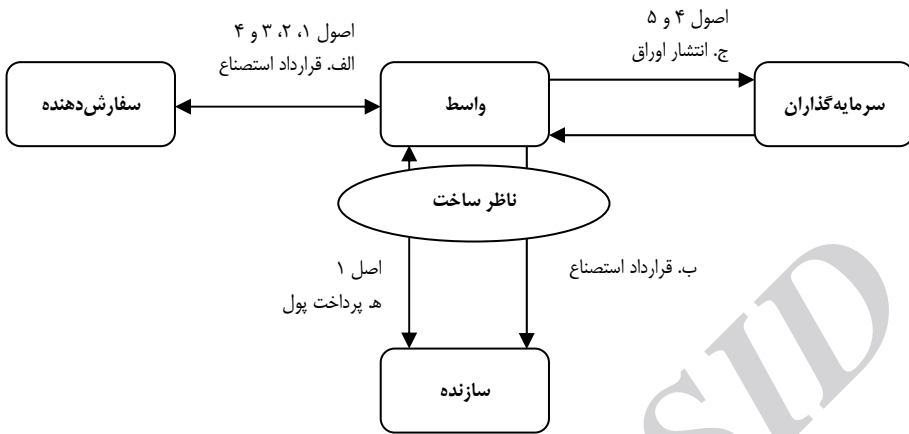 اصول ۴ و ۵
ج. انتشار اوراق
اصول ۱، ۲، ۳ و ۴
الف. قرارداد استصناع
سرمایه‌گذاران
واسط
سفارش‌دهنده
ناظر ساخت
ب. قرارداد استصناع
اصل ۱
ه‍. پرداخت پول
سازنده
SID